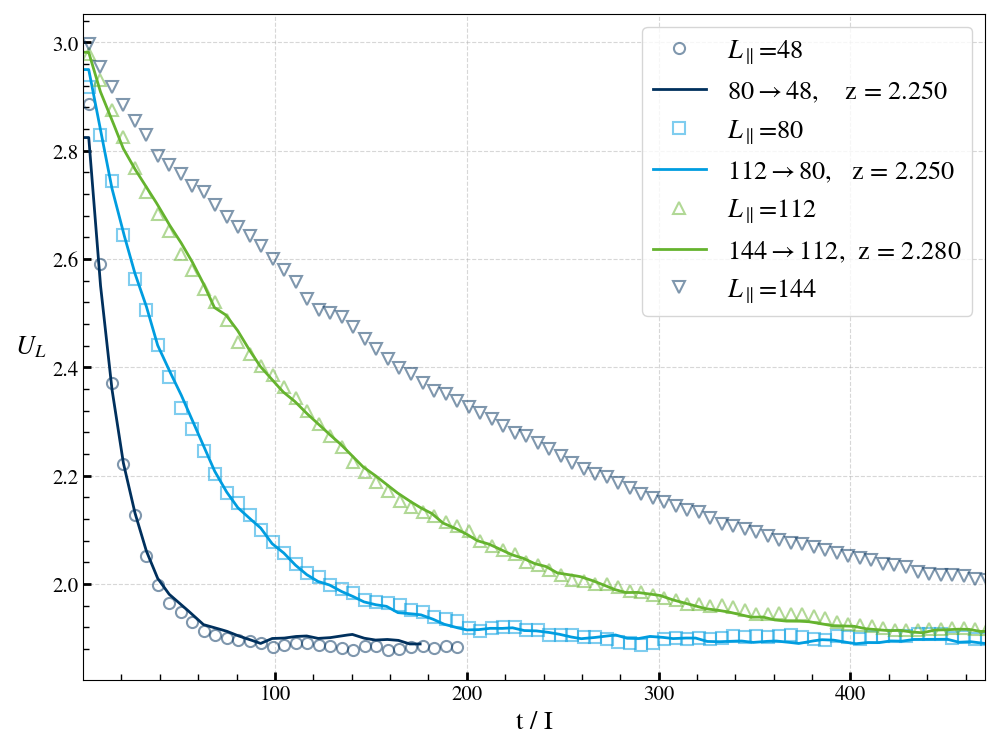 3.0
2.8
2.6
2.4
2.2
2.0
U_L
100
200
300
400
t / I
L_∥=48
80→48, z = 2.250
L_∥=80
112→80, z = 2.250
L_∥=112
144→112, z = 2.280
L_∥=144